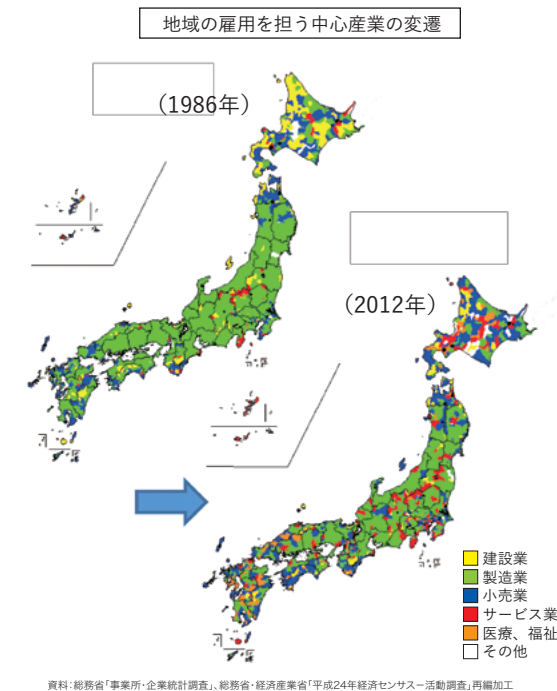 地域の雇用を担う中心産業の変遷
（1986年）
（2012年）
建設業
製造業
小売業
サービス業
医療、福祉
その他
資料：総務省「事業所・企業統計調査」、総務省・経済産業省「平成24年経済センサス－活動調査」再編加工